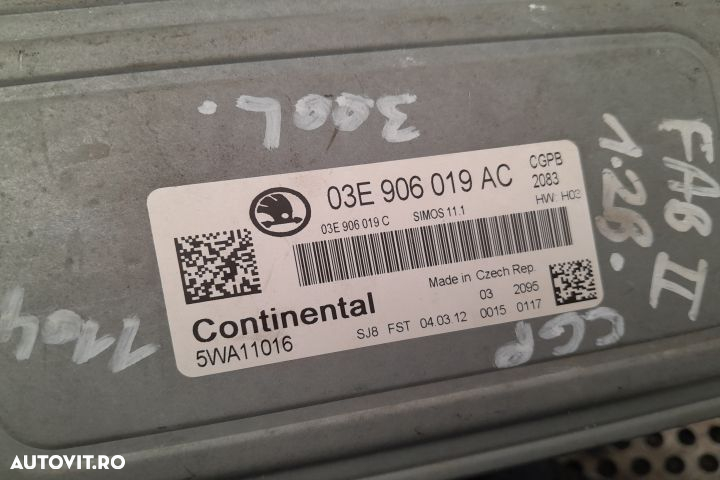 300L.
FAB II
1.2B.
CGP
1104
03E 906 019 AC
CGPB
2083
03E 906 019 C SIMOS 11.1
HW: H03
Made in Czech Rep.
03 2095
Continental
5WA11016
SJ8 FST 04.03.12 0015 0117
AUTOVIT.RO